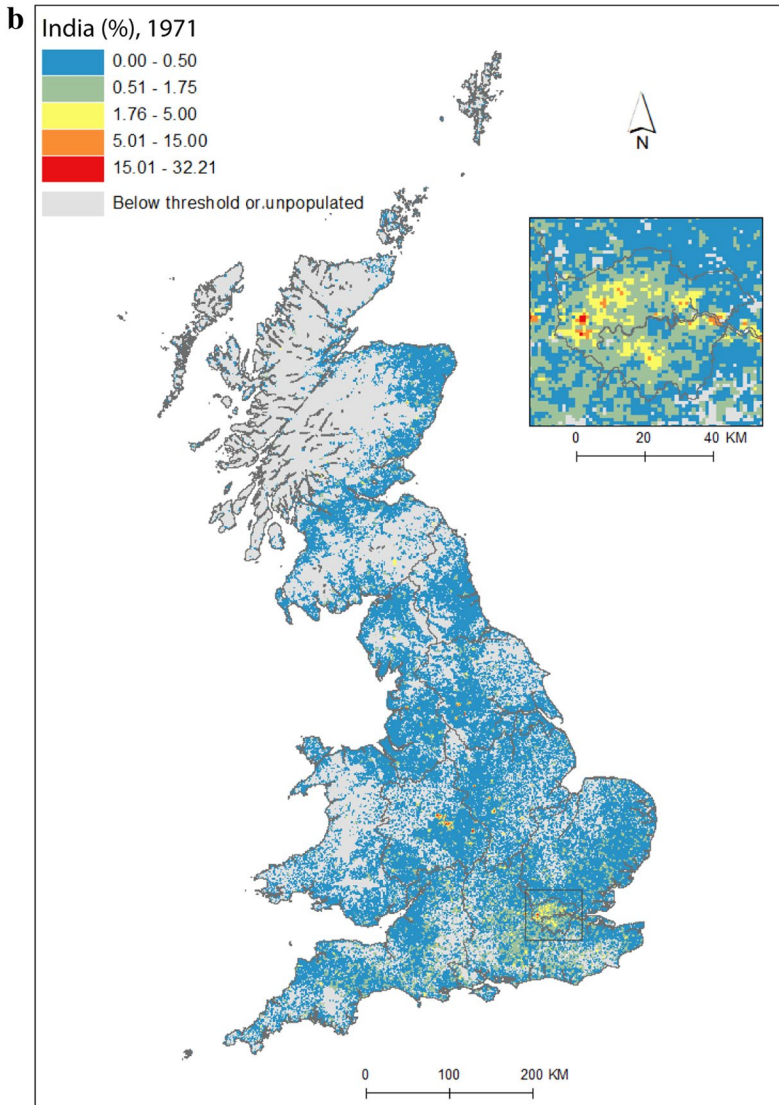 b
India (%), 1971
0.00 - 0.50
0.51 - 1.75
1.76 - 5.00
5.01 - 15.00
15.01 - 32.21
Below threshold or.unpopulated
N
0 20 40 KM
0 100 200 KM